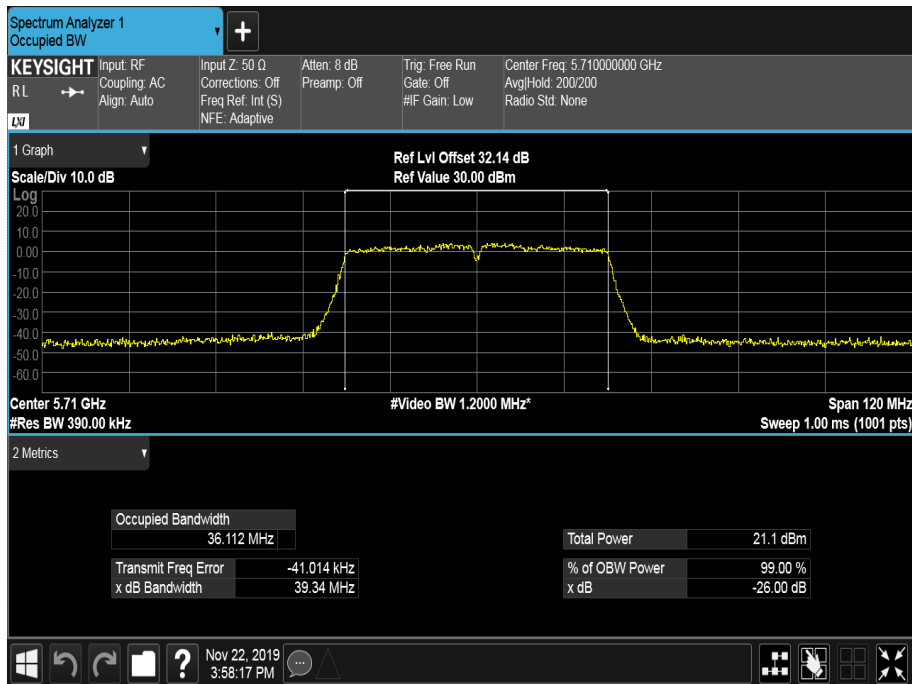 Spectrum Analyzer 1
Occupied BW
+
KEYSIGHT
R L
LXI
Input: RF
Coupling: AC
Align: Auto
Input Z: 50 Ω
Corrections: Off
Freq Ref: Int (S)
NFE: Adaptive
Atten: 8 dB
Preamp: Off
Trig: Free Run
Gate: Off
#IF Gain: Low
Center Freq: 5.710000000 GHz
Avg|Hold: 200/200
Radio Std: None
1 Graph
Scale/Div 10.0 dB
Ref Lvl Offset 32.14 dB
Ref Value 30.00 dBm
Log
20.0
10.0
0.00
-10.0
-20.0
-30.0
-40.0
-50.0
-60.0
Center 5.71 GHz
#Video BW 1.2000 MHz*
Span 120 MHz
#Res BW 390.00 kHz
Sweep 1.00 ms (1001 pts)
2 Metrics
Occupied Bandwidth
36.112 MHz
Total Power 21.1 dBm
Transmit Freq Error -41.014 kHz
% of OBW Power 99.00 %
x dB Bandwidth 39.34 MHz
x dB -26.00 dB
?
Nov 22, 2019
3:58:17 PM